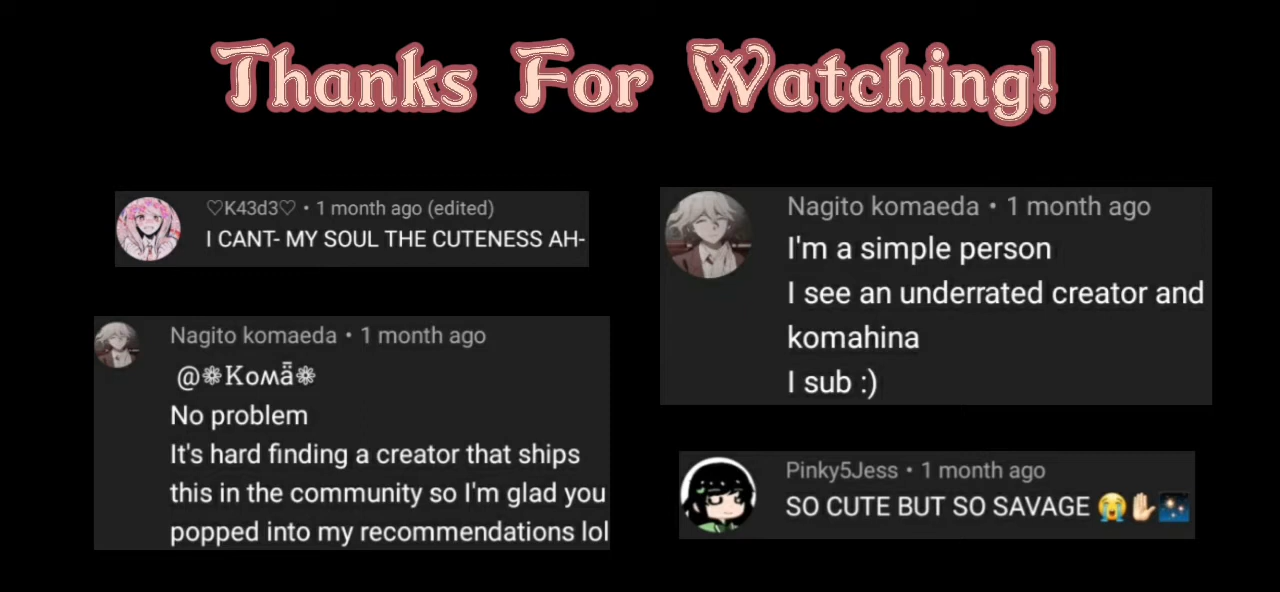 Thanks For Watching!
♡K43d3♡ • 1 month ago (edited)
I CANT- MY SOUL THE CUTENESS AH-
Nagito komaeda • 1 month ago
@❁Koмǟ❁
No problem
It's hard finding a creator that ships
this in the community so I'm glad you
popped into my recommendations lol
Nagito komaeda • 1 month ago
I'm a simple person
I see an underrated creator and
komahina
I sub :)
Pinky5Jess • 1 month ago
SO CUTE BUT SO SAVAGE 😭✋🌌